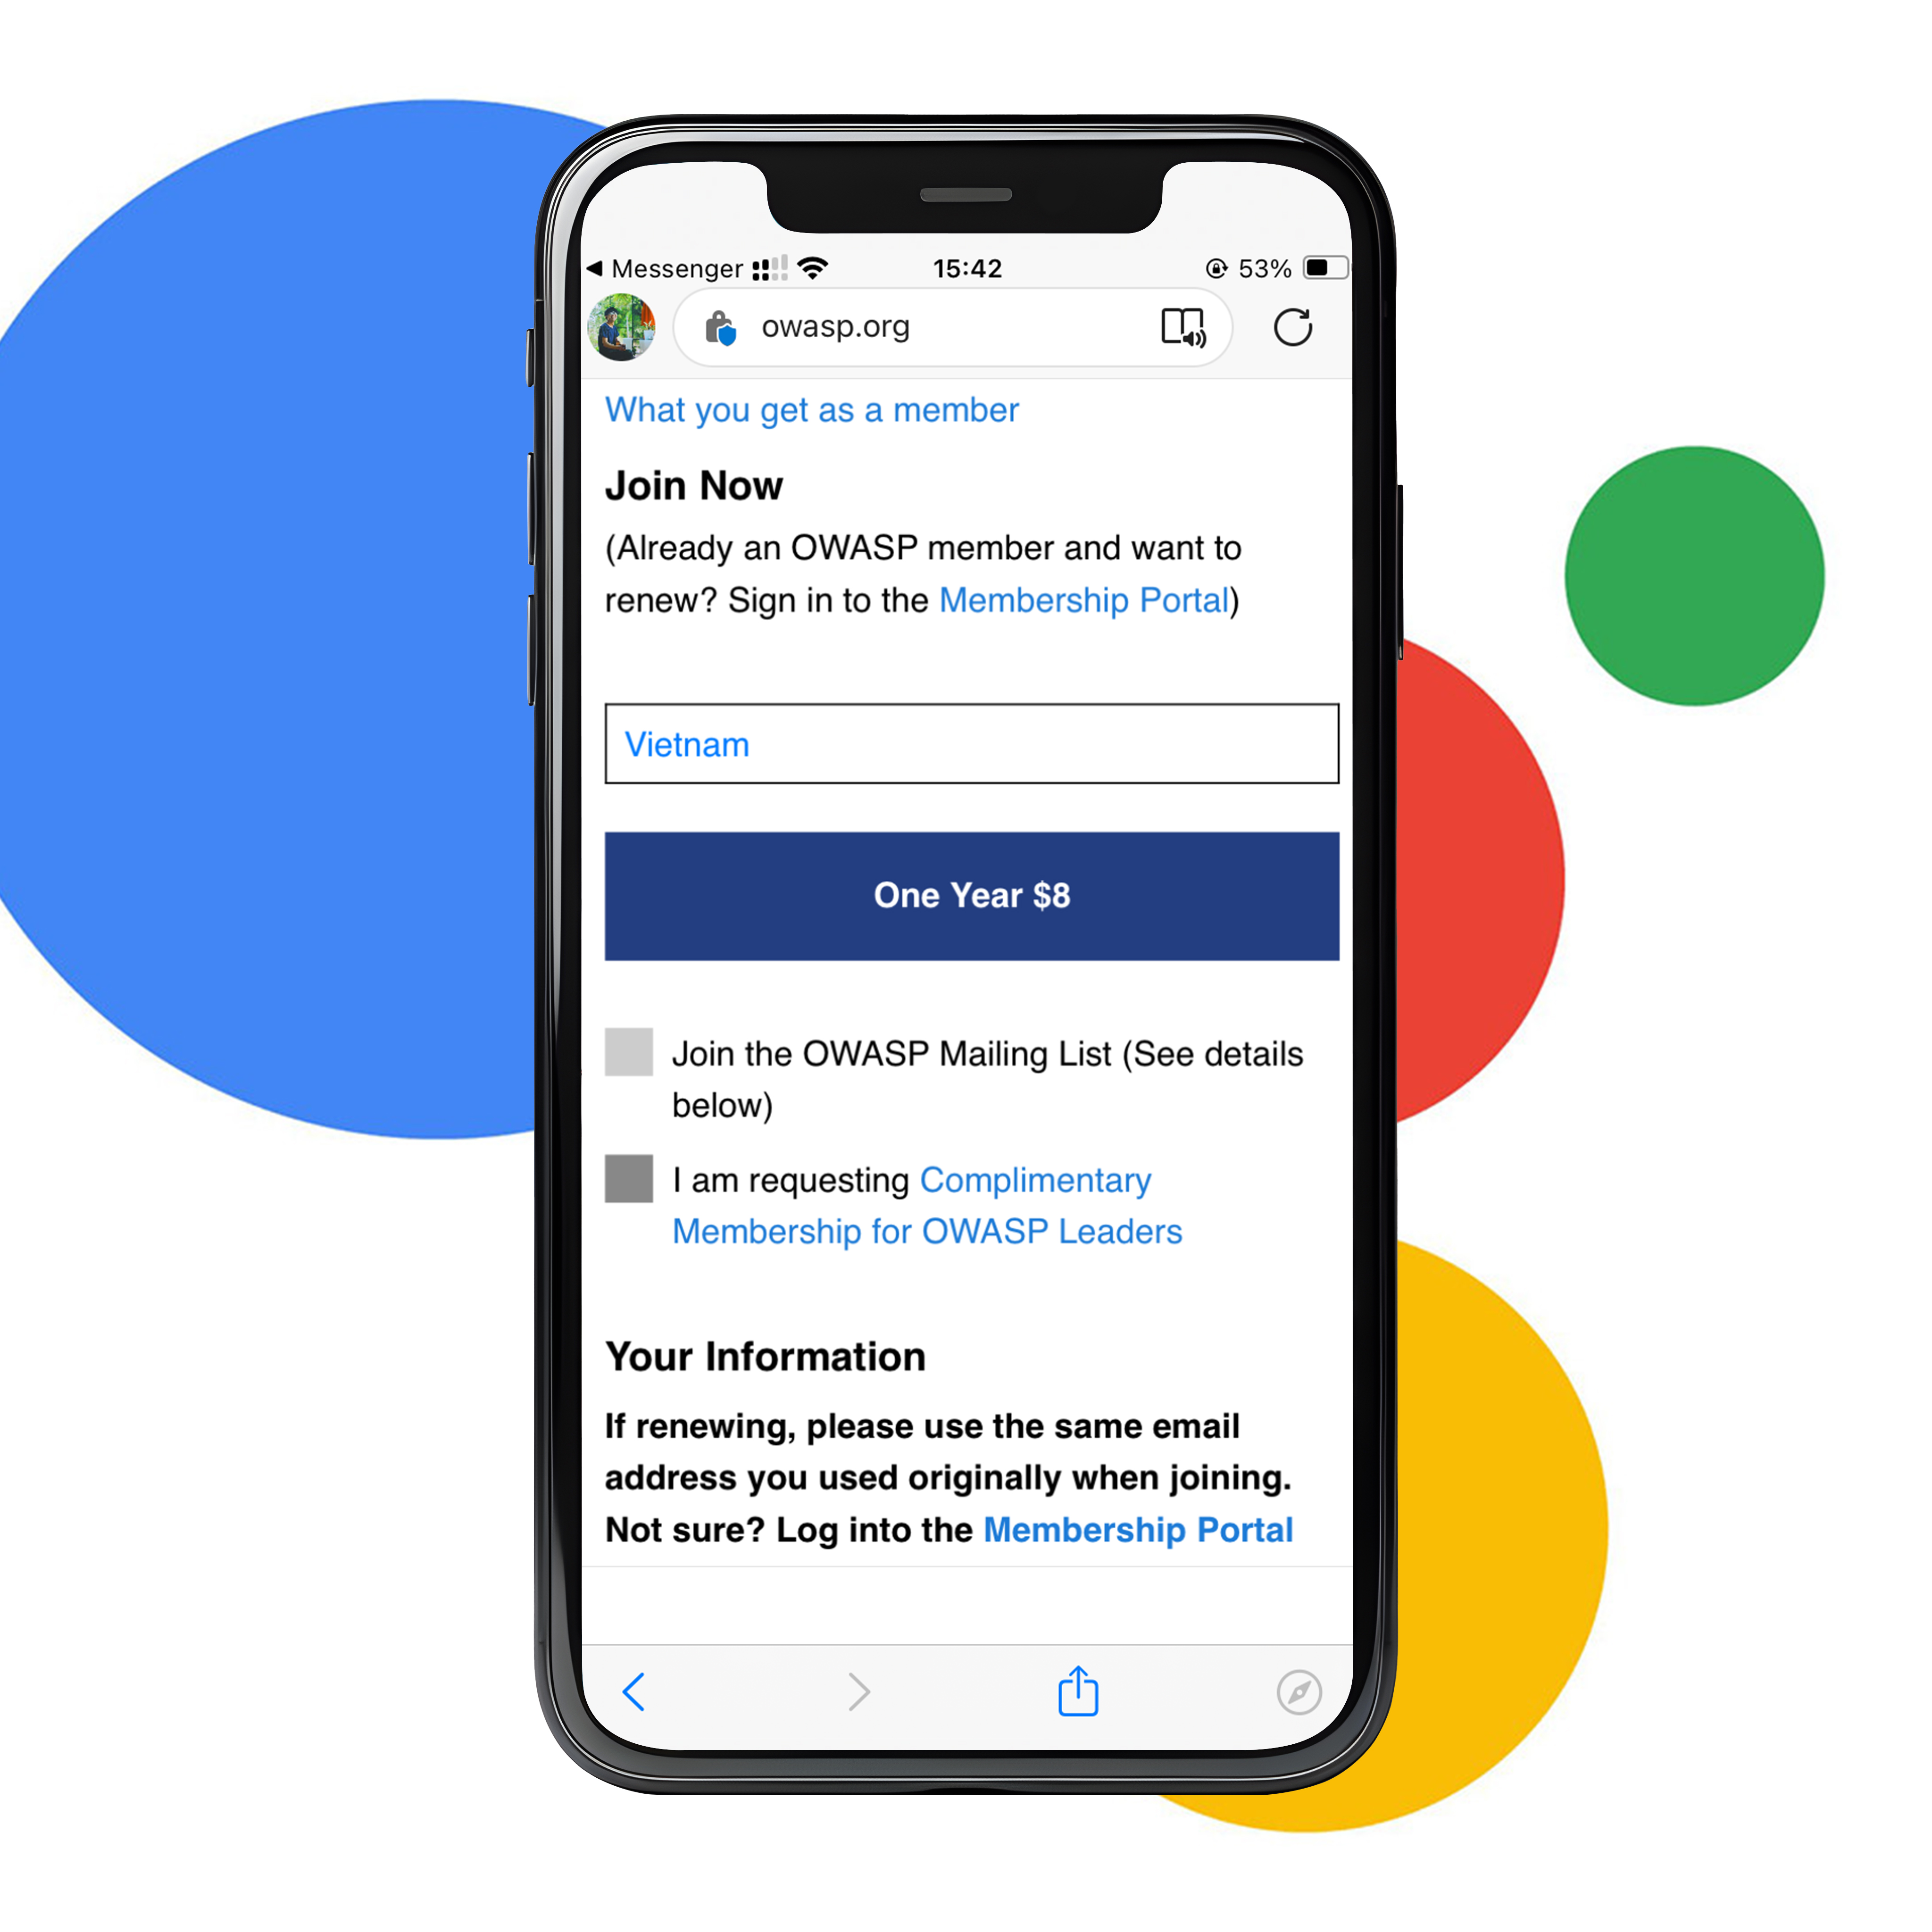 Messenger 15:42 53%
owasp.org
What you get as a member
Join Now
(Already an OWASP member and want to
renew? Sign in to the Membership Portal)
Vietnam
One Year $8
Join the OWASP Mailing List (See details
below)
I am requesting Complimentary
Membership for OWASP Leaders
Your Information
If renewing, please use the same email
address you used originally when joining.
Not sure? Log into the Membership Portal